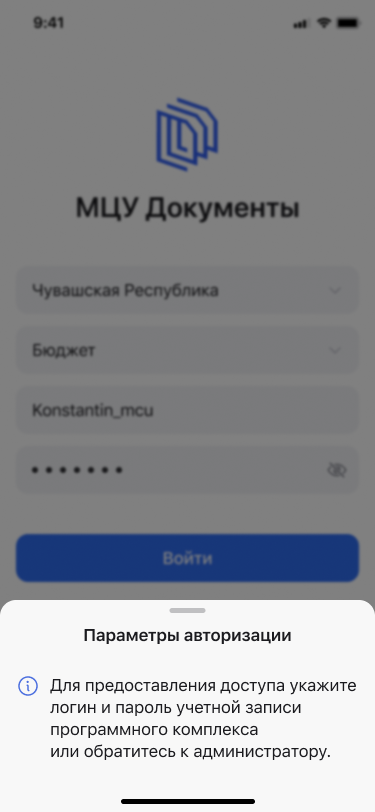 9:41
МЦУ Документы
Чувашская Республика
Бюджет
Konstantin_mcu
Войти
Параметры авторизации
Для предоставления доступа укажите
логин и пароль учетной записи
программного комплекса
или обратитесь к администратору.